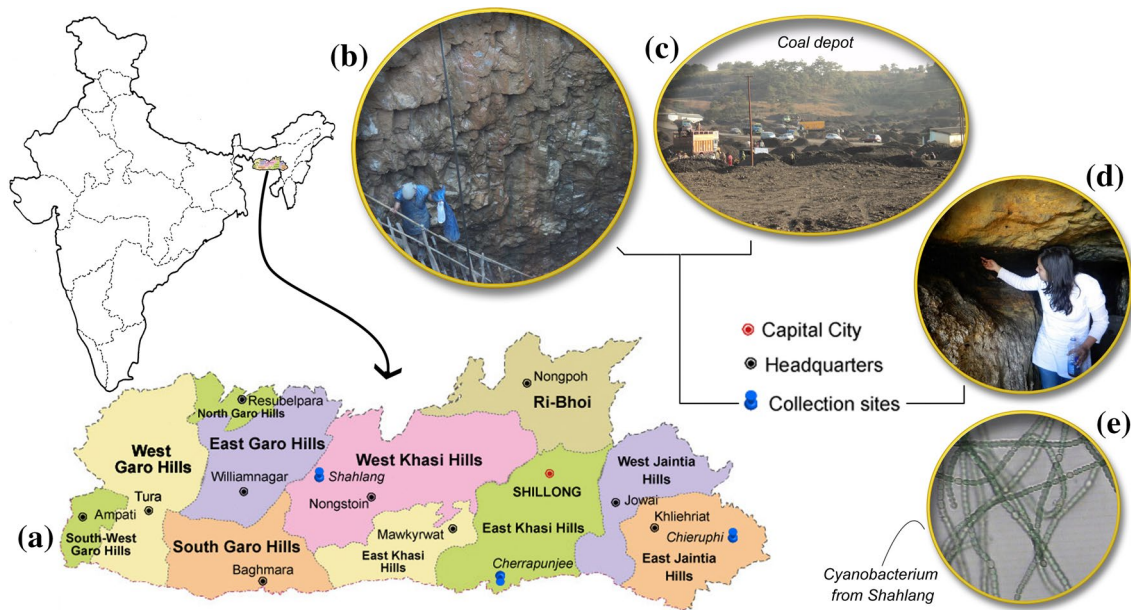 (b)
(c)
Coal depot
(d)
Capital City
Headquarters
Collection sites
(e)
Cyanobacterium
from Shahlang
(a)
Resubelpara
North Garo Hills
West
Garo Hills
East Garo Hills
Williamnagar
Tura
Ampati
South-West
Garo Hills
South Garo Hills
Baghmara
West Khasi Hills
Shahlang
Nongstoin
Mawkyrwat
East Khasi
Hills
Nongpoh
Ri-Bhoi
SHILLONG
East Khasi Hills
Cherrapunjee
West Jaintia
Hills
Jowai
Khliehriat
Chieruphi
East Jaintia
Hills